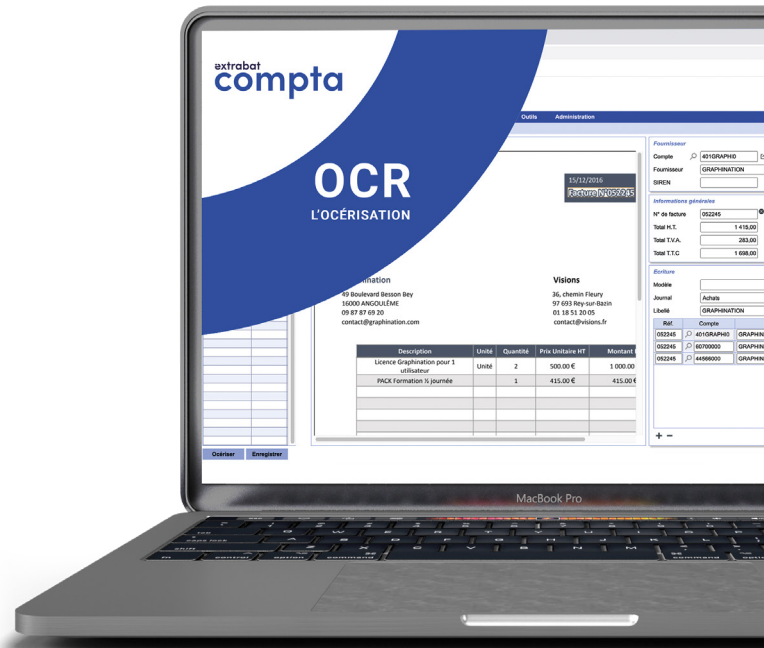 extrabat
compta
OCR
L'OCÉRISATION
Outils Administration
15/12/2016
Facture N°052245
49 Boulevard Besson Bey
16000 ANGOULÊME
09 87 87 69 20
contact@graphination.com
Visions
36, chemin Fleury
97 693 Rey-sur-Bazin
01 18 51 20 05
contact@visions.fr
Description Unité Quantité Prix Unitaire HT Montant
Licence Graphination pour 1
utilisateur
Unité 2 500.00 € 1 000.00
PACK Formation ½ journée 1 415.00 € 415.00 €
Océriser Enregistrer
Fournisseur
Compte 401GRAPHI0
Fournisseur GRAPHINATION
SIREN
Informations générales
N° de facture 052245
Total H.T. 1 415,00
Total T.V.A. 283,00
Total T.T.C 1 698,00
Ecriture
Modèle
Journal Achats
Libellé GRAPHINATION
Réf. Compte
052245 401GRAPHI0 GRAPHIN
052245 60700000 GRAPHIN
052245 44566000 GRAPHIN
MacBook Pro